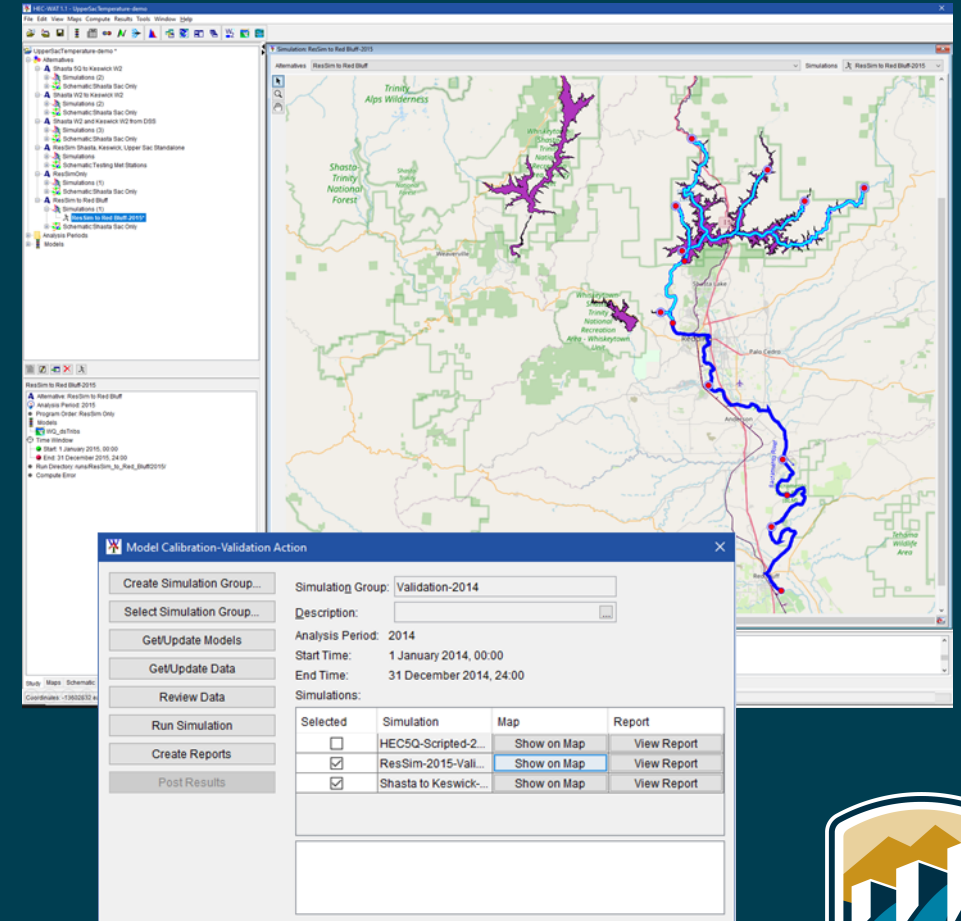 HEC-WAT 1.1 - UpperSacTemperature-demo
File Edit View Maps Compute Results Tools Window Help
UpperSacTemperature-demo *
Alternatives
Shasta 5Q to Keswick W2
Simulations (2)
Schematic:Shasta Sac Only
Shasta W2 to Keswick W2
Simulations (2)
Schematic:Shasta Sac Only
Shasta W2 and Keswick W2 from DSS
Simulations (3)
Schematic:Shasta Sac Only
ResSim Shasta, Keswick, Upper Sac Standalone
Simulations
Schematic:Testing Met Stations
ResSimOnly
Simulations (1)
Schematic:Shasta Sac Only
ResSim to Red Bluff
Simulations (1)
ResSim to Red Bluff-2015*
Schematic:Shasta Sac Only
Analysis Periods
Models
Simulation: ResSim to Red Bluff-2015
Alternatives ResSim to Red Bluff Simulations ResSim to Red Bluff-2015
Trinity
Alps Wilderness
Shasta
Trinity
National
Forest
Weaverville
Whiskeytown
Shasta
Trinity
National
Recreation
Area - Whiskeytown
Unit
Shasta Lake
Palo Cedro
Anderson
Sacramento River
Tehama
Wildlife
Area
ResSim to Red Bluff-2015
Alternative: ResSim to Red Bluff
Analysis Period: 2015
Program Order: ResSim Only
Models
WQ_dsTribs
Time Window
Start: 1 January 2015, 00:00
End: 31 December 2015, 24:00
Run Directory: runs/ResSim_to_Red_Bluff/2015/
Compute Error
Study Maps Schematic
Model Calibration-Validation Action
Create Simulation Group...
Select Simulation Group...
Get/Update Models
Get/Update Data
Review Data
Run Simulation
Create Reports
Post Results
Simulation Group: Validation-2014
Description:
...
Analysis Period: 2014
Start Time: 1 January 2014, 00:00
End Time: 31 December 2014, 24:00
Simulations:
Selected Simulation Map Report
HEC5Q-Scripted-2... Show on Map View Report
ResSim-2015-Vali... Show on Map View Report
Shasta to Keswick-... Show on Map View Report